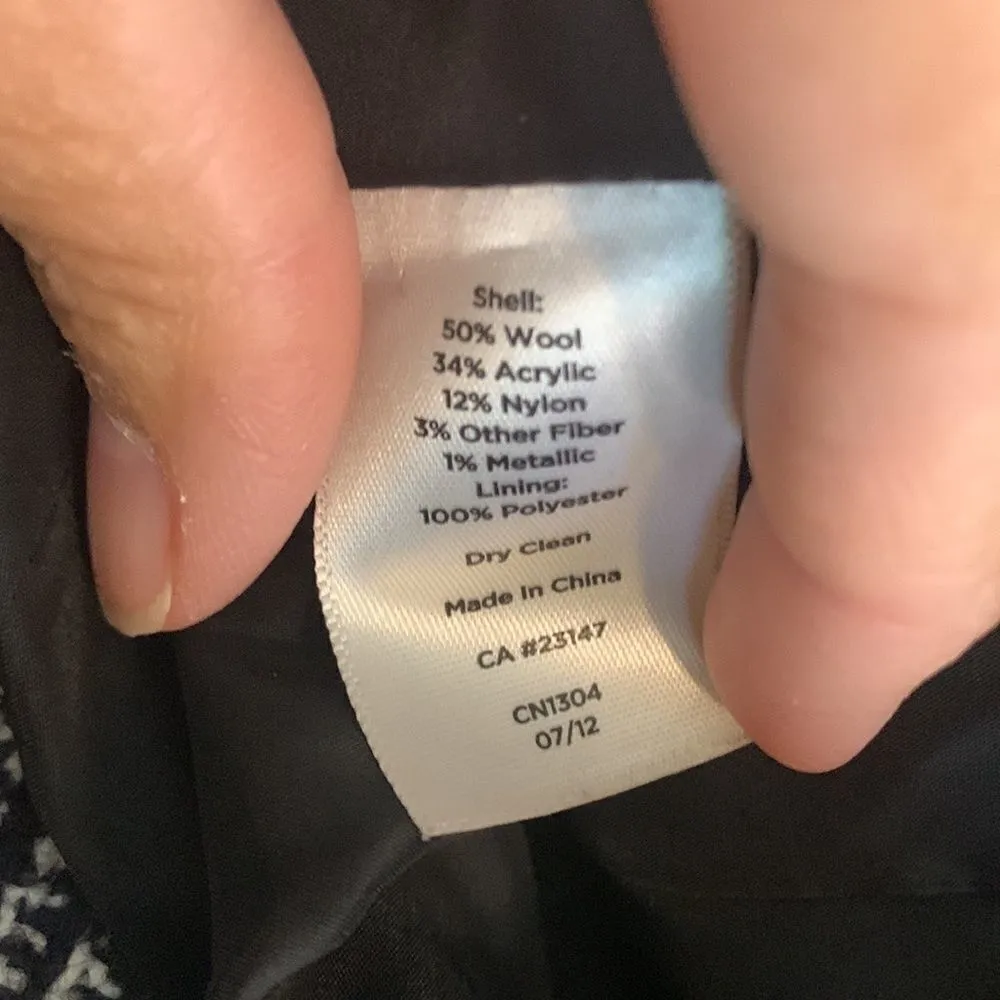 Shell:
50% Wool
34% Acrylic
12% Nylon
3% Other Fiber
1% Metallic
Lining:
100% Polyester
Dry Clean
Made In China
CA #23147
CN1304
07/12